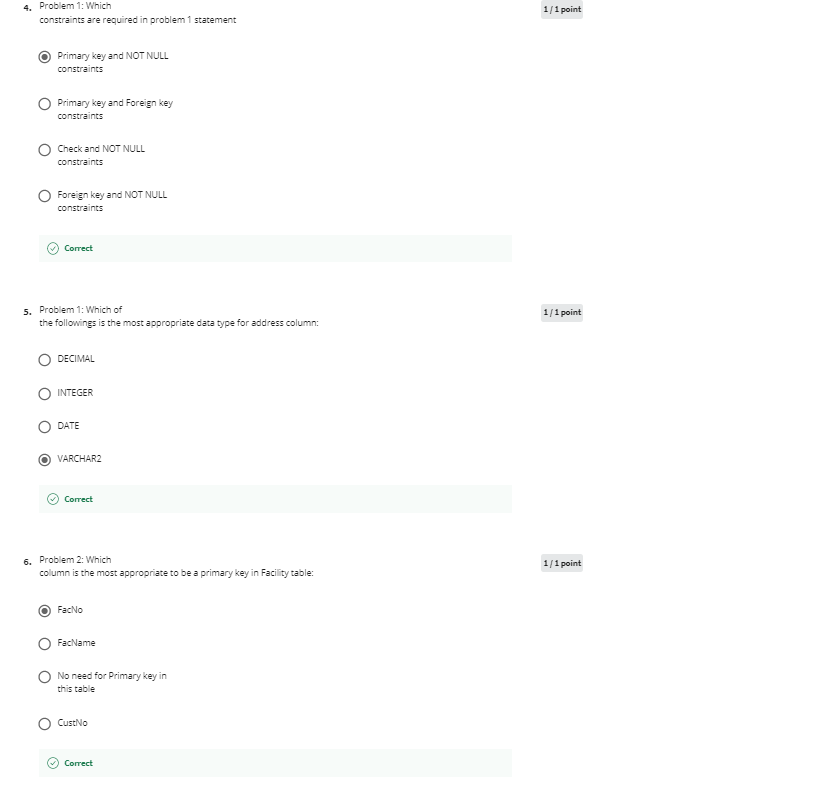 4. Problem 1: Which
constraints are required in problem 1 statement
1 / 1 point
Primary key and NOT NULL
constraints
Primary key and Foreign key
constraints
Check and NOT NULL
constraints
Foreign key and NOT NULL
constraints
Correct
5. Problem 1: Which of
the followings is the most appropriate data type for address column:
1 / 1 point
DECIMAL
INTEGER
DATE
VARCHAR2
Correct
6. Problem 2: Which
column is the most appropriate to be a primary key in Facility table:
1 / 1 point
FacNo
FacName
No need for Primary key in
this table
CustNo
Correct